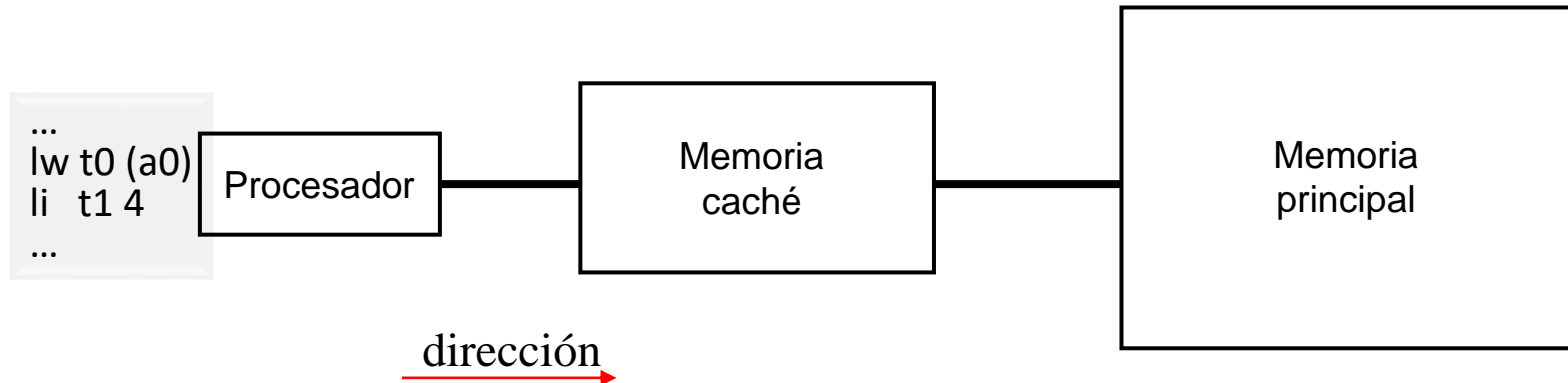 ...
lw t0 (a0)
li t1 4
...
Procesador
Memoria
caché
Memoria
principal
dirección